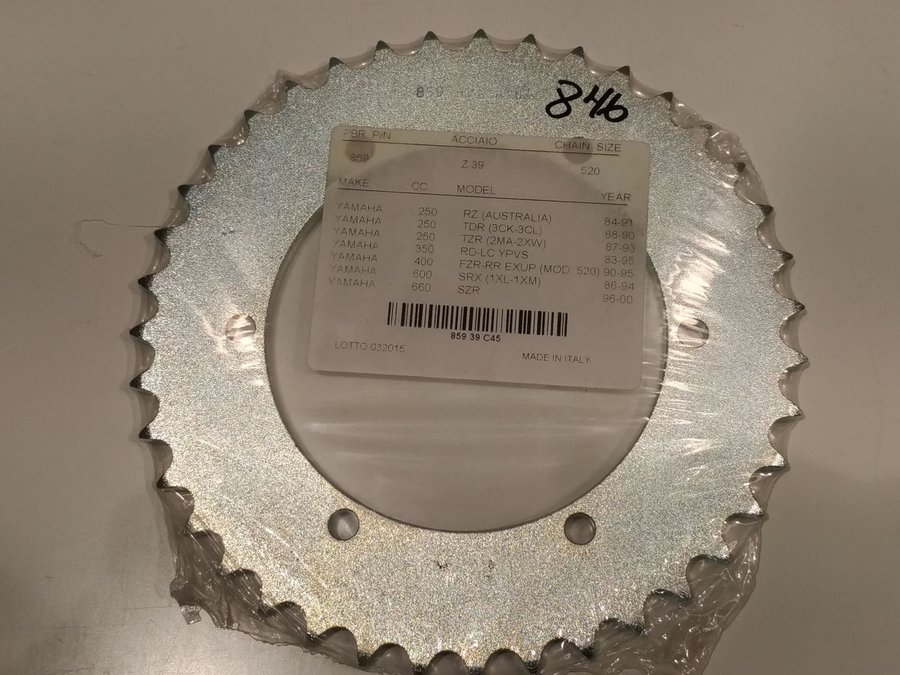 846
PBR P/N ACCIAIO CHAIN SIZE
859 Z.39 520
MAKE CC MODEL YEAR
YAMAHA 250 RZ (AUSTRALIA) 84-91
YAMAHA 250 TDR (3CK-3CL) 88-90
YAMAHA 250 TZR (2MA-2XW) 87-93
YAMAHA 350 RD-LC YPVS 83-95
YAMAHA 400 FZR-RR EXUP (MOD 520) 90-95
YAMAHA 600 SRX (1XL-1XM) 86-94
YAMAHA 660 SZR 96-00
859 39 C45
LOTTO 032015 MADE IN ITALY